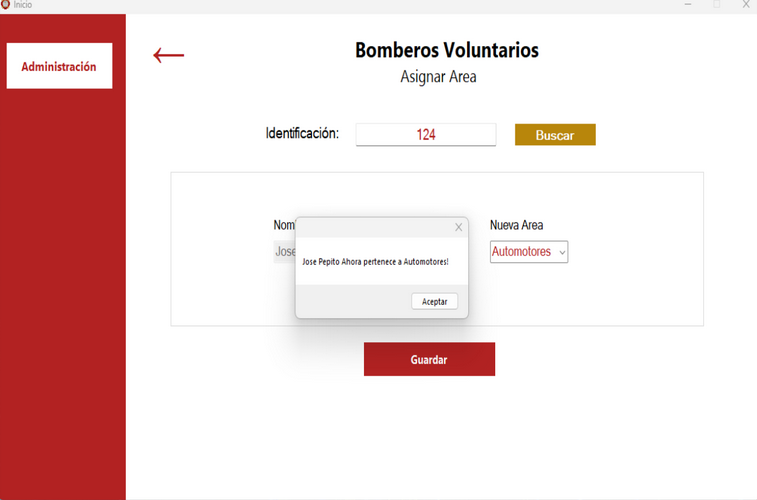 Inicio
Administración
Bomberos Voluntarios
Asignar Area
Identificación: 124 Buscar
Nom Nueva Area
Jose Automotores
Jose Pepito Ahora pertenece a Automotores!
Aceptar
Guardar